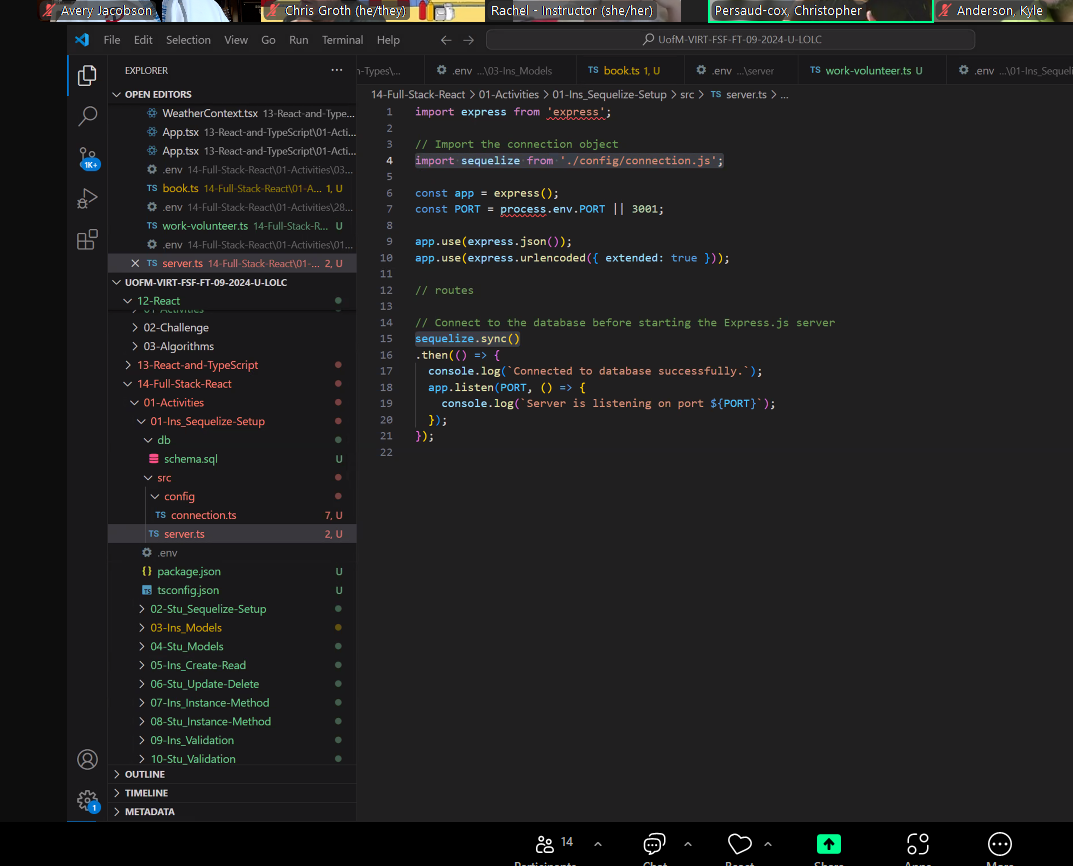 Avery Jacobson
Chris Groth (he/they)
Rachel - Instructor (she/her)
Persaud-cox, Christopher
Anderson, Kyle
File Edit Selection View Go Run Terminal Help
UofM-VIRT-FSF-FT-09-2024-U-LOLC
EXPLORER
n-Types\...
.env ...\03-Ins_Models
TS book.ts 1, U
.env ...\server
TS work-volunteer.ts U
.env ...\01-Ins_Sequeli
OPEN EDITORS
WeatherContext.tsx 13-React-and-Type...
App.tsx 13-React-and-TypeScript\01-Acti...
App.tsx 13-React-and-TypeScript\01-Acti...
.env 14-Full-Stack-React\01-Activities\03...
TS book.ts 14-Full-Stack-React\01-A... 1, U
.env 14-Full-Stack-React\01-Activities\28...
TS work-volunteer.ts 14-Full-Stack-R... U
.env 14-Full-Stack-React\01-Activities\01...
TS server.ts 14-Full-Stack-React\01-... 2, U
UOFM-VIRT-FSF-FT-09-2024-U-LOLC
12-React
01-Activities
02-Challenge
03-Algorithms
13-React-and-TypeScript
14-Full-Stack-React
01-Activities
01-Ins_Sequelize-Setup
db
schema.sql U
src
config
TS connection.ts 7, U
TS server.ts 2, U
.env
{} package.json U
tsconfig.json U
02-Stu_Sequelize-Setup
03-Ins_Models
04-Stu_Models
05-Ins_Create-Read
06-Stu_Update-Delete
07-Ins_Instance-Method
08-Stu_Instance-Method
09-Ins_Validation
10-Stu_Validation
OUTLINE
TIMELINE
METADATA
1K+
1
14-Full-Stack-React > 01-Activities > 01-Ins_Sequelize-Setup > src > TS server.ts > ...
1 import express from 'express';
2
3 // Import the connection object
4 import sequelize from './config/connection.js';
5
6 const app = express();
7 const PORT = process.env.PORT || 3001;
8
9 app.use(express.json());
10 app.use(express.urlencoded({ extended: true }));
11
12 // routes
13
14 // Connect to the database before starting the Express.js server
15 sequelize.sync()
16 .then(() => {
17 console.log(`Connected to database successfully.`);
18 app.listen(PORT, () => {
19 console.log(`Server is listening on port ${PORT}`);
20 });
21 });
22
14
Participants
Chat
React
Share
Apps
More